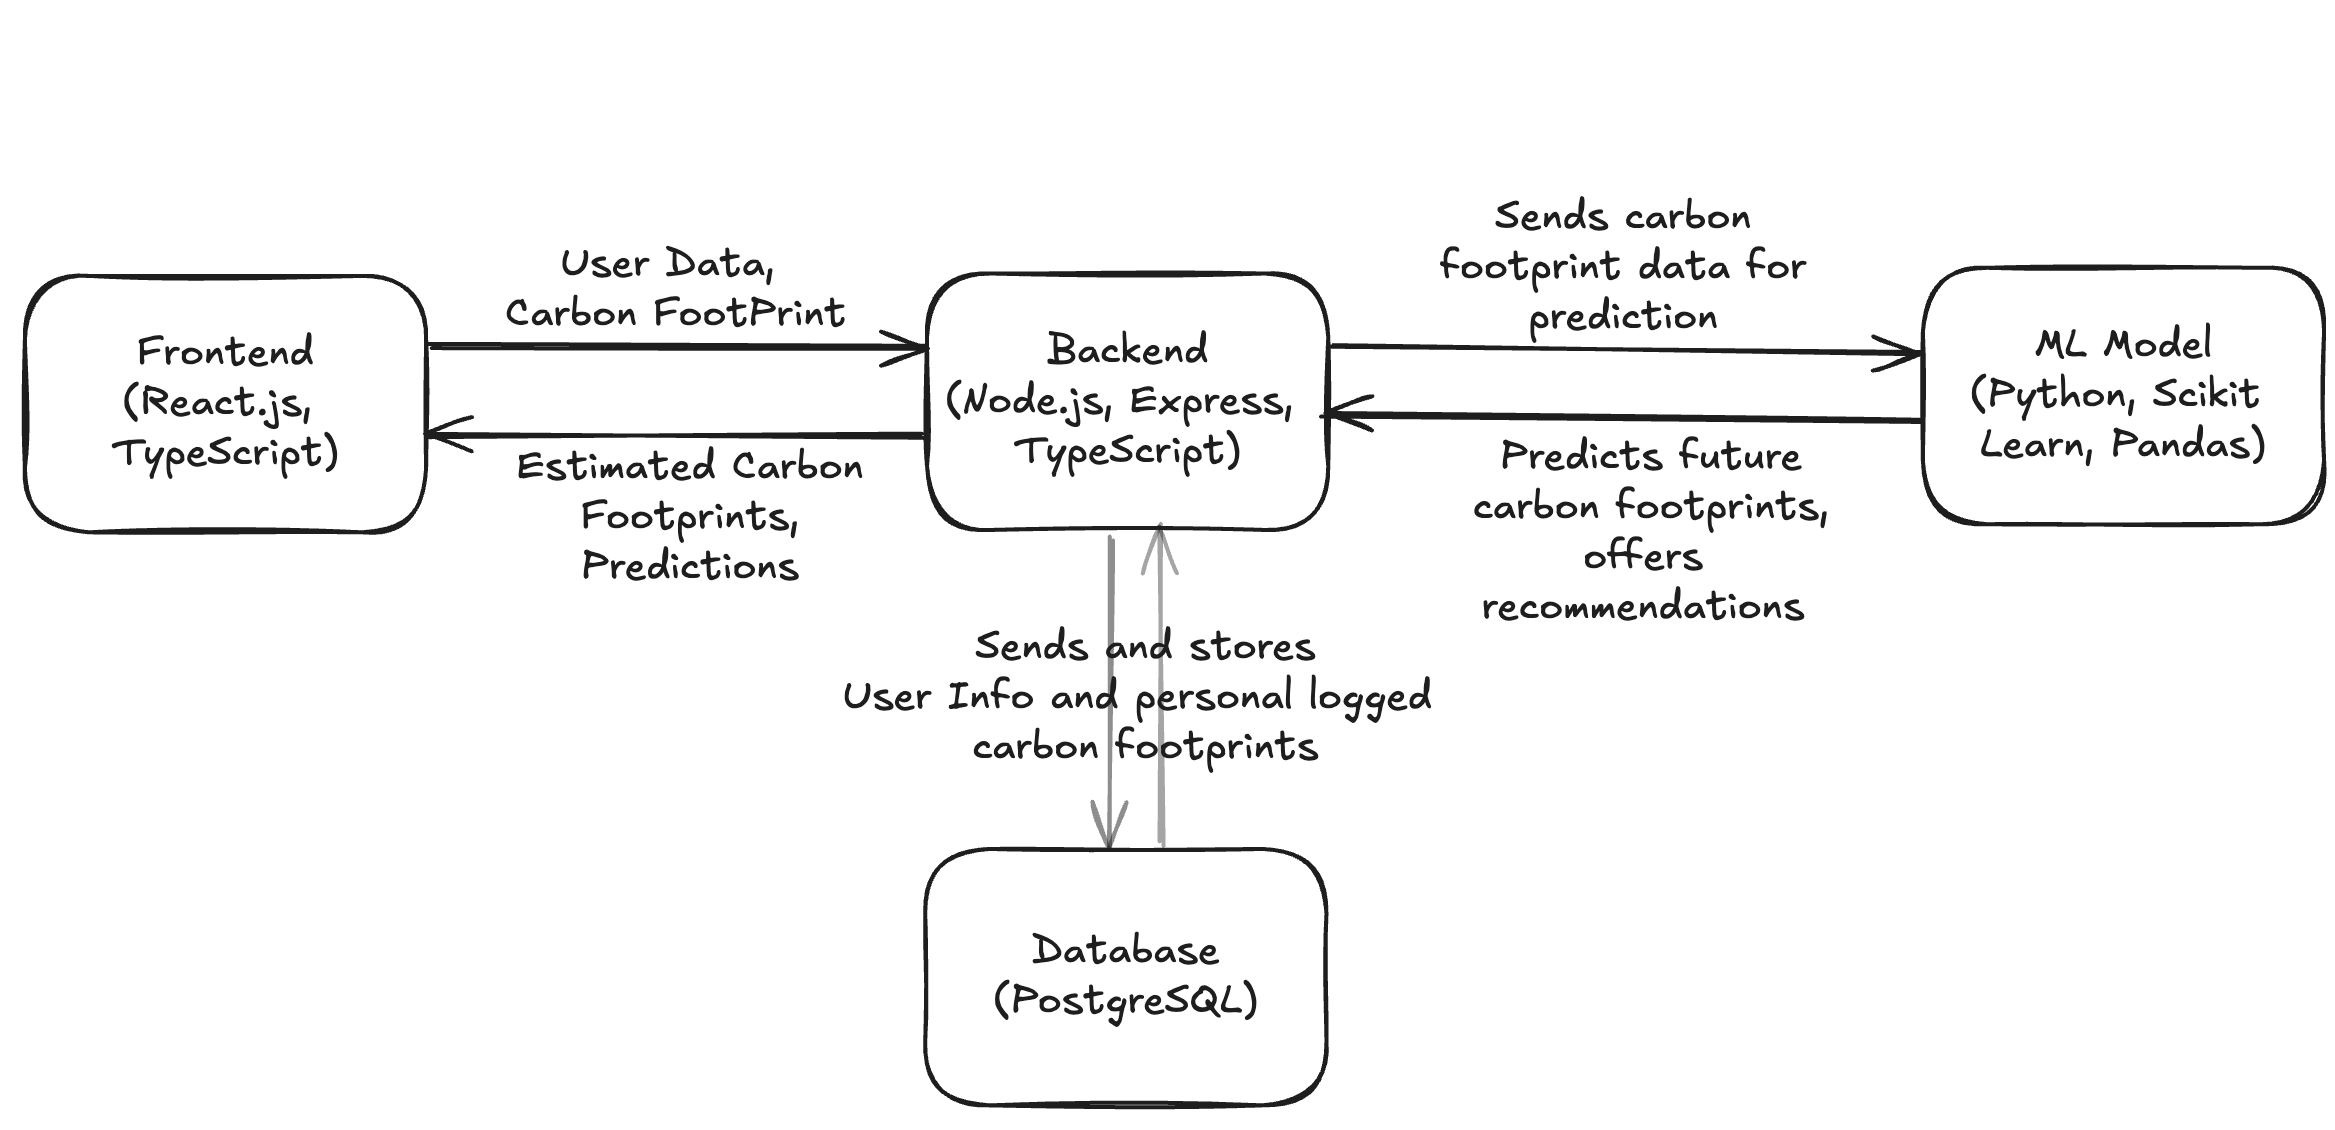 Frontend
(React.js,
TypeScript)
User Data,
Carbon FootPrint
Estimated Carbon
Footprints,
Predictions
Backend
(Node.js, Express,
TypeScript)
Sends carbon
footprint data for
prediction
Predicts future
carbon footprints,
offers
recommendations
ML Model
(Python, Scikit
Learn, Pandas)
Sends and stores
User Info and personal logged
carbon footprints
Database
(PostgreSQL)